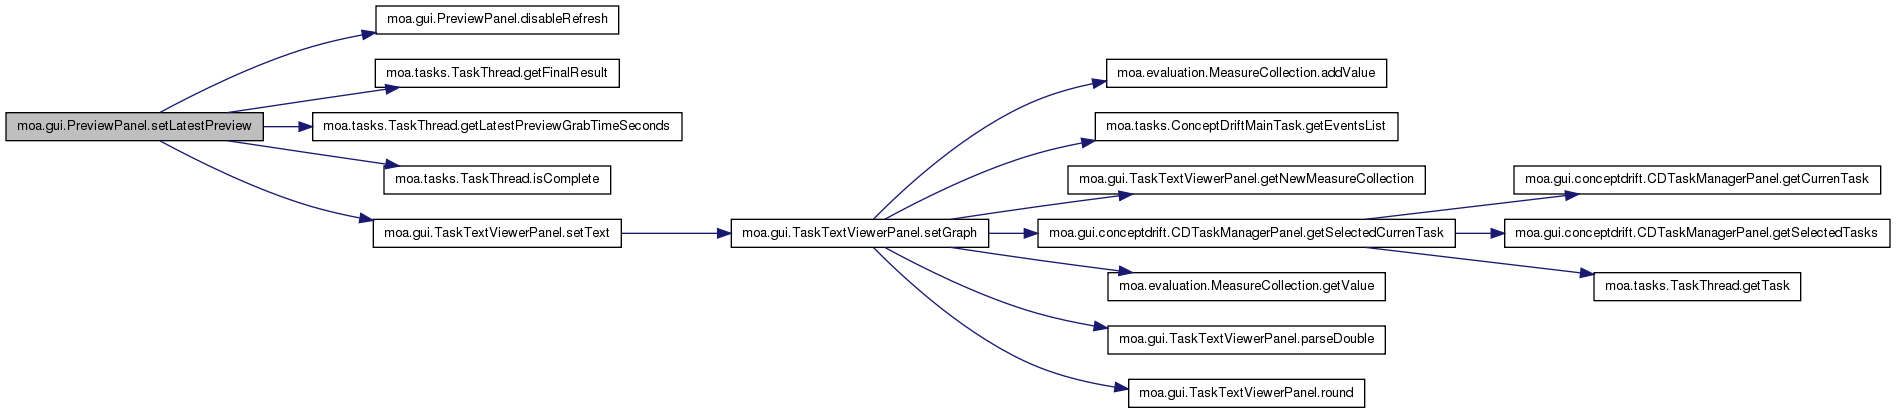 moa.gui.PreviewPanel.setLatestPreview
moa.gui.PreviewPanel.disableRefresh
moa.tasks.TaskThread.getFinalResult
moa.tasks.TaskThread.getLatestPreviewGrabTimeSeconds
moa.tasks.TaskThread.isComplete
moa.gui.TaskTextViewerPanel.setText
moa.gui.TaskTextViewerPanel.setGraph
moa.evaluation.MeasureCollection.addValue
moa.tasks.ConceptDriftMainTask.getEventsList
moa.gui.TaskTextViewerPanel.getNewMeasureCollection
moa.gui.conceptdrift.CDTaskManagerPanel.getSelectedCurrenTask
moa.evaluation.MeasureCollection.getValue
moa.gui.TaskTextViewerPanel.parseDouble
moa.gui.TaskTextViewerPanel.round
moa.gui.conceptdrift.CDTaskManagerPanel.getCurrenTask
moa.gui.conceptdrift.CDTaskManagerPanel.getSelectedTasks
moa.tasks.TaskThread.getTask